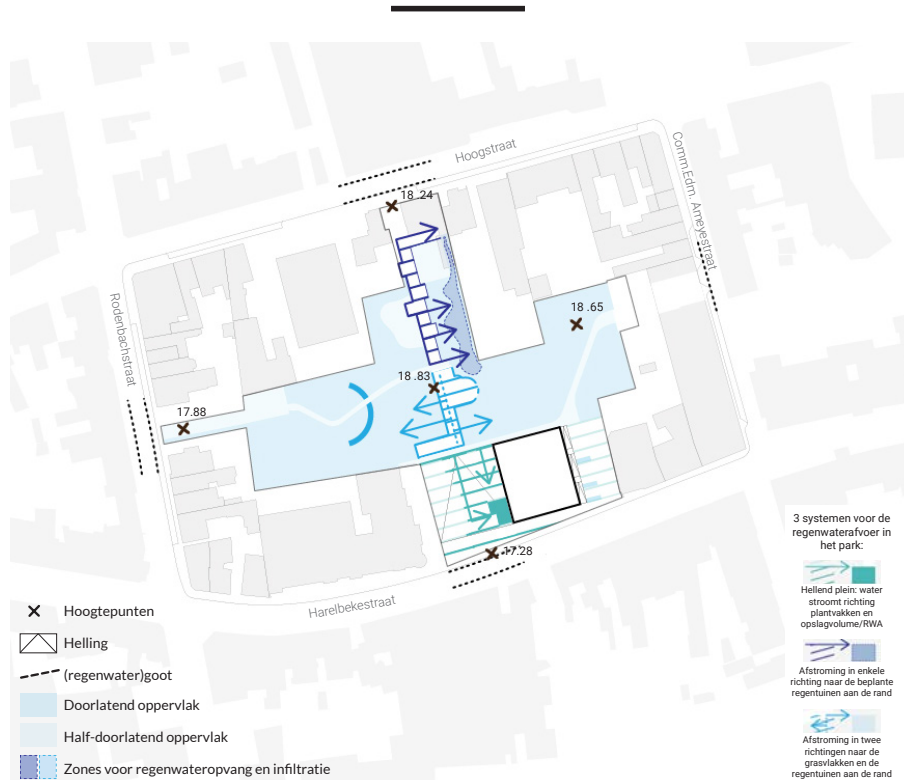 Hoogstraat
Comm.Edm. Ameyestraat
18 .24
Rodenbachstraat
18 .65
18 .83
17.88
17.28
Harelbekestraat
Hoogtepunten
Helling
(regenwater)goot
Doorlatend oppervlak
Half-doorlatend oppervlak
Zones voor regenwateropvang en infiltratie
3 systemen voor de
regenwaterafvoer in
het park:
Hellend plein: water
stroomt richting
plantvakken en
opslagvolume/RWA
Afstroming in enkele
richting naar de beplante
regentuinen aan de rand
Afstroming in twee
richtingen naar de
grasvlakken en de
regentuinen aan de rand